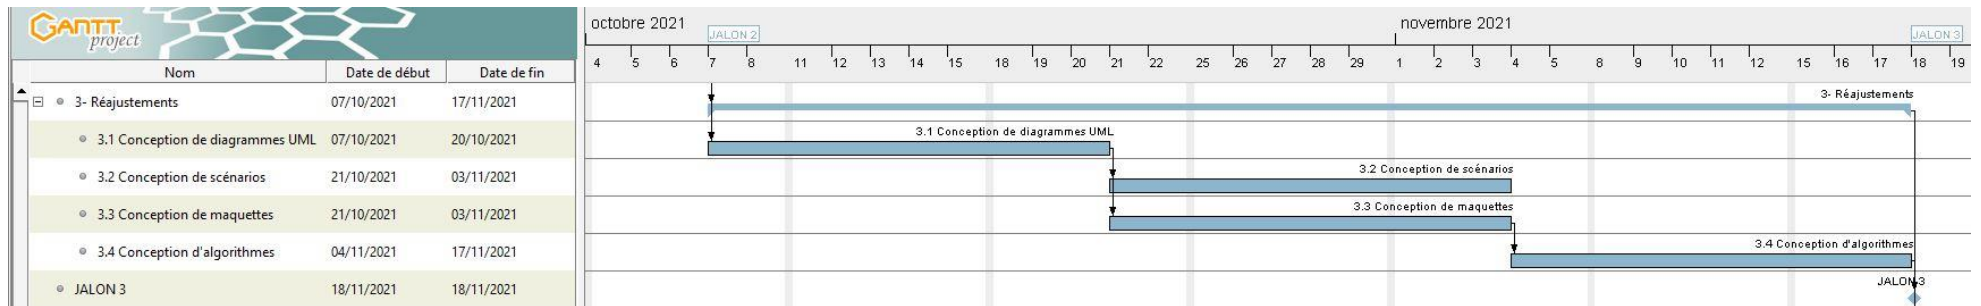 GANTT
project
Nom Date de début Date de fin
3- Réajustements 07/10/2021 17/11/2021
3.1 Conception de diagrammes UML 07/10/2021 20/10/2021
3.2 Conception de scénarios 21/10/2021 03/11/2021
3.3 Conception de maquettes 21/10/2021 03/11/2021
3.4 Conception d'algorithmes 04/11/2021 17/11/2021
JALON 3 18/11/2021 18/11/2021
octobre 2021 novembre 2021
JALON 2 JALON 3
4 5 6 7 8 11 12 13 14 15 18 19 20 21 22 25 26 27 28 29 1 2 3 4 5 8 9 10 11 12 15 16 17 18 19
3- Réajustements
3.1 Conception de diagrammes UML
3.2 Conception de scénarios
3.3 Conception de maquettes
3.4 Conception d'algorithmes
JALON 3